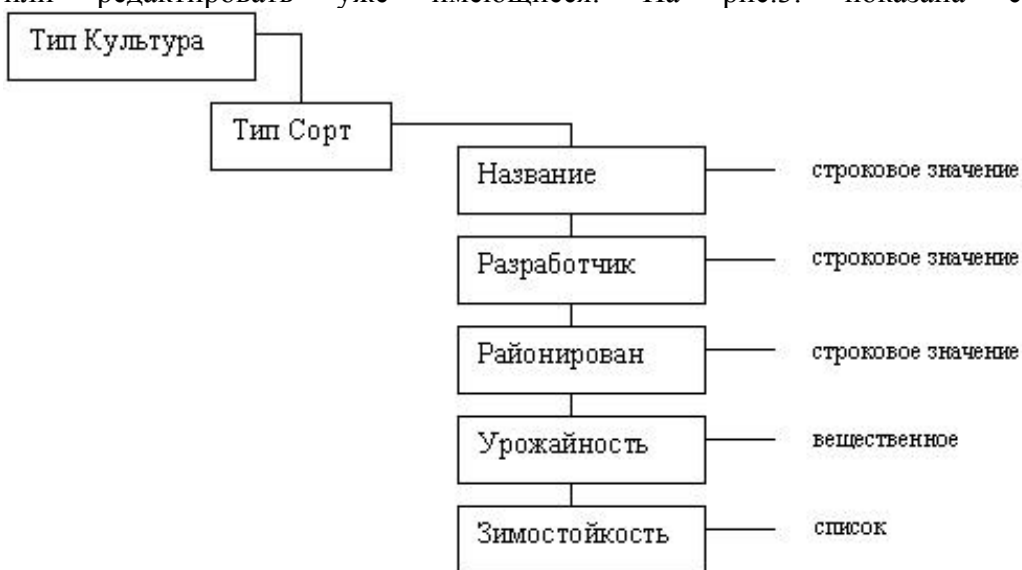 или редактировать уже имеющиеся. На рис.3. показана с
Тип Культура
Тип Сорт
Название строковое значение
Разработчик строковое значение
Районирован строковое значение
Урожайность вещественное
Зимостойкость список